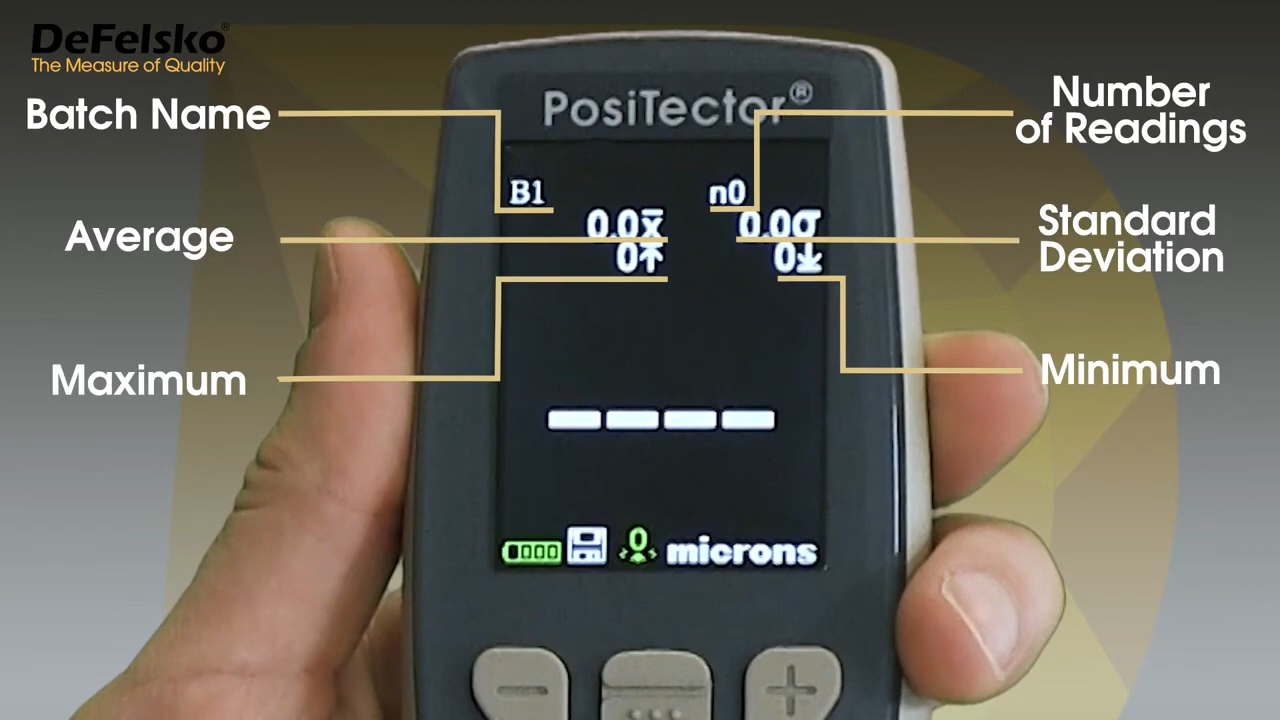 DeFelsko®
The Measure of Quality
PosiTector®
Batch Name
Number
of Readings
B1
n0
Average
0.0x̅
0.0σ
Standard
Deviation
0↑
0↓
Maximum
Minimum
microns